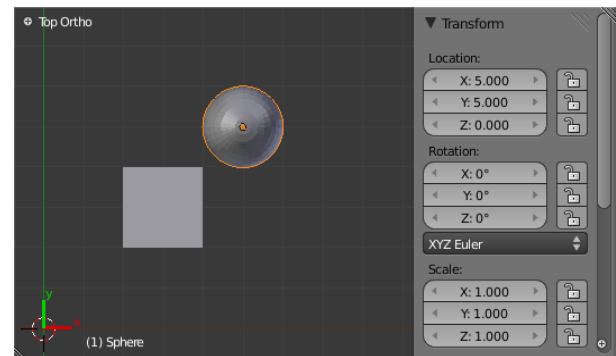 Top Ortho
y
x
(1) Sphere
Transform
Location:
X: 5.000
Y: 5.000
Z: 0.000
Rotation:
X: 0°
Y: 0°
Z: 0°
XYZ Euler
Scale:
X: 1.000
Y: 1.000
Z: 1.000